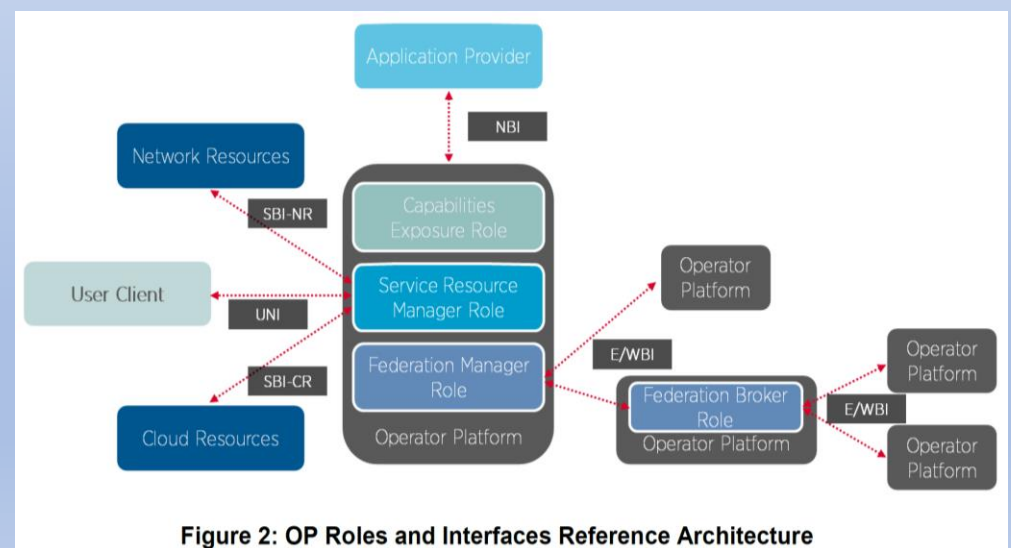 Application Provider
NBI
Network Resources
SBI-NR
Capabilities
Exposure Role
User Client
UNI
Service Resource
Manager Role
Operator
Platform
SBI-CR
Federation Manager
Role
E/WBI
Operator
Platform
Cloud Resources
Operator Platform
Federation Broker
Role
Operator Platform
E/WBI
Operator
Platform
Figure 2: OP Roles and Interfaces Reference Architecture